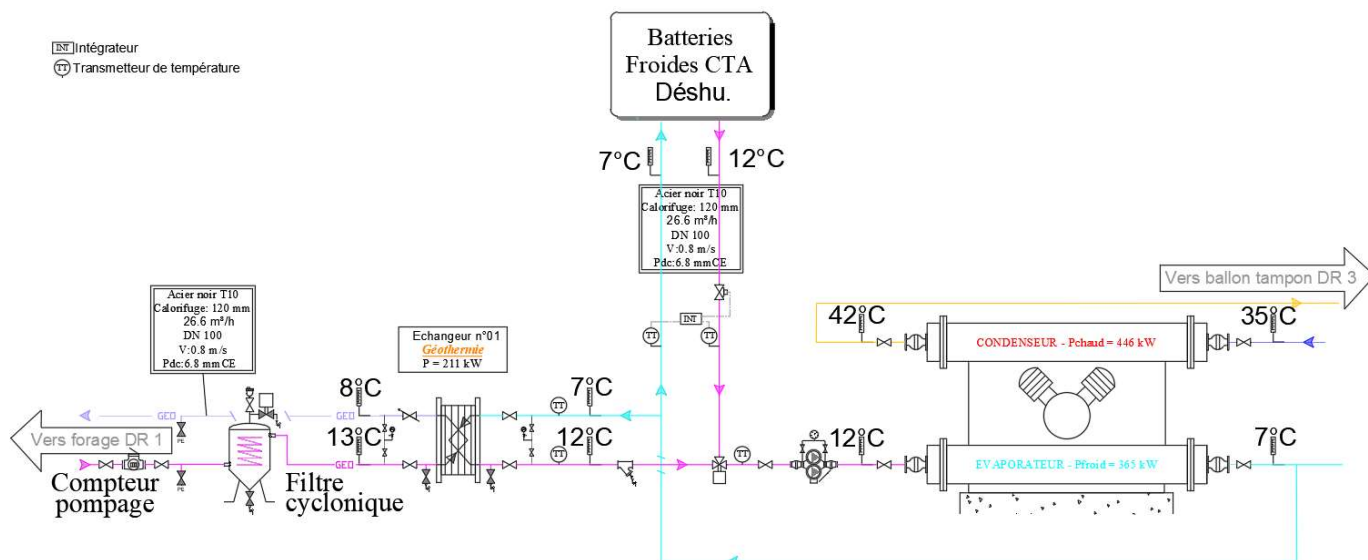 INT Intégrateur
TT Transmetteur de température
Batteries
Froides CTA
Déshu.
7°C
12°C
Acier noir T10
Calorifuge: 120 mm
26.6 m³/h
DN 100
V:0.8 m/s
Pdc:6.8 mmCE
Vers ballon tampon DR 3
Acier noir T10
Calorifuge: 120 mm
26.6 m³/h
DN 100
V:0.8 m/s
Pdc:6.8 mmCE
Echangeur n°01
Géothermie
P = 211 kW
TT
INT
TT
42°C
35°C
CONDENSEUR - Pchaud = 446 kW
8°C
7°C
TT
GEO
GEO
Vers forage DR 1
13°C
12°C
TT
TT
12°C
7°C
GEO
EVAPORATEUR - Pfroid = 365 kW
Compteur
pompage
Filtre
cyclonique